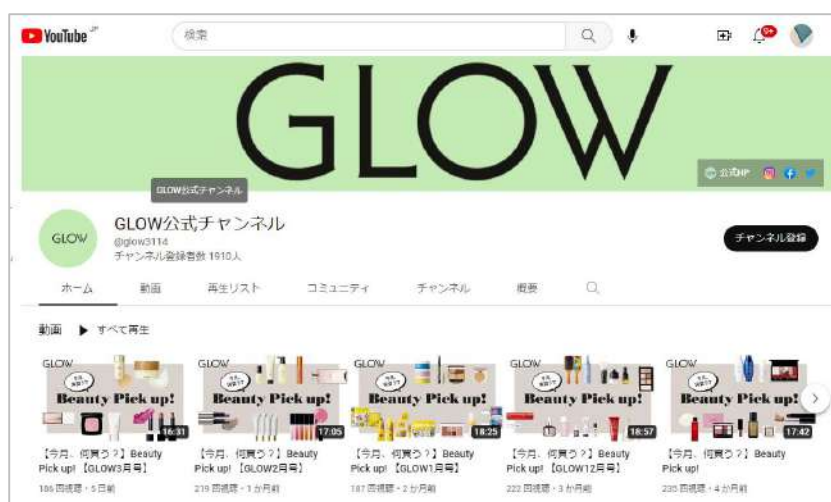 YouTube JP
検索
9+
GLOW
公式HP
GLOW公式チャンネル
GLOW
GLOW公式チャンネル
@glow3114
チャンネル登録者数 1910人
チャンネル登録
ホーム 動画 再生リスト コミュニティ チャンネル 概要
動画 ▶ すべて再生
GLOW GLOW GLOW GLOW GLOW
Beauty Pick up! Beauty Pick up! Beauty Pick up! Beauty Pick up! Beauty Pick up!
16:31 17:05 18:25 18:57 17:42
【今月、何買う?】Beauty 【今月、何買う?】Beauty 【今月、何買う?】Beauty 【今月、何買う?】Beauty 【今月、何買う?】Beauty
Pick up!【GLOW3月号】 Pick up!【GLOW2月号】 Pick up!【GLOW1月号】 Pick up!【GLOW12月号】 Pick up!【GLOW11月号】
186 回視聴・5 日前 219 回視聴・1 か月前 187 回視聴・2 か月前 222 回視聴・3 か月前 235 回視聴・4 か月前